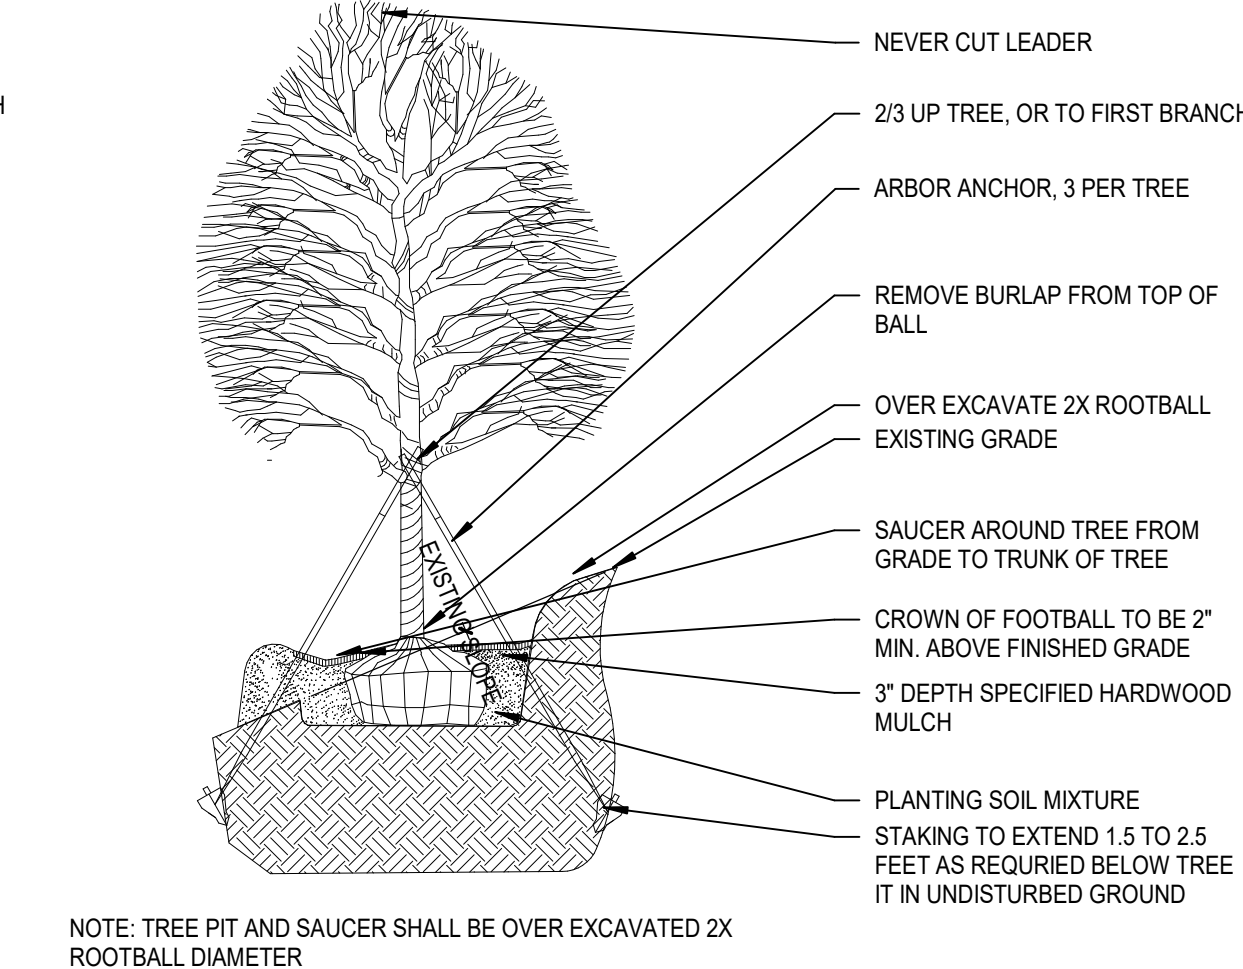 H
NEVER CUT LEADER
2/3 UP TREE, OR TO FIRST BRANCH
ARBOR ANCHOR, 3 PER TREE
REMOVE BURLAP FROM TOP OF
BALL
OVER EXCAVATE 2X ROOTBALL
EXISTING GRADE
SAUCER AROUND TREE FROM
GRADE TO TRUNK OF TREE
EXISTING SLOPE
CROWN OF FOOTBALL TO BE 2"
MIN. ABOVE FINISHED GRADE
3" DEPTH SPECIFIED HARDWOOD
MULCH
PLANTING SOIL MIXTURE
STAKING TO EXTEND 1.5 TO 2.5
FEET AS REQURIED BELOW TREE
IT IN UNDISTURBED GROUND
NOTE: TREE PIT AND SAUCER SHALL BE OVER EXCAVATED 2X
ROOTBALL DIAMETER